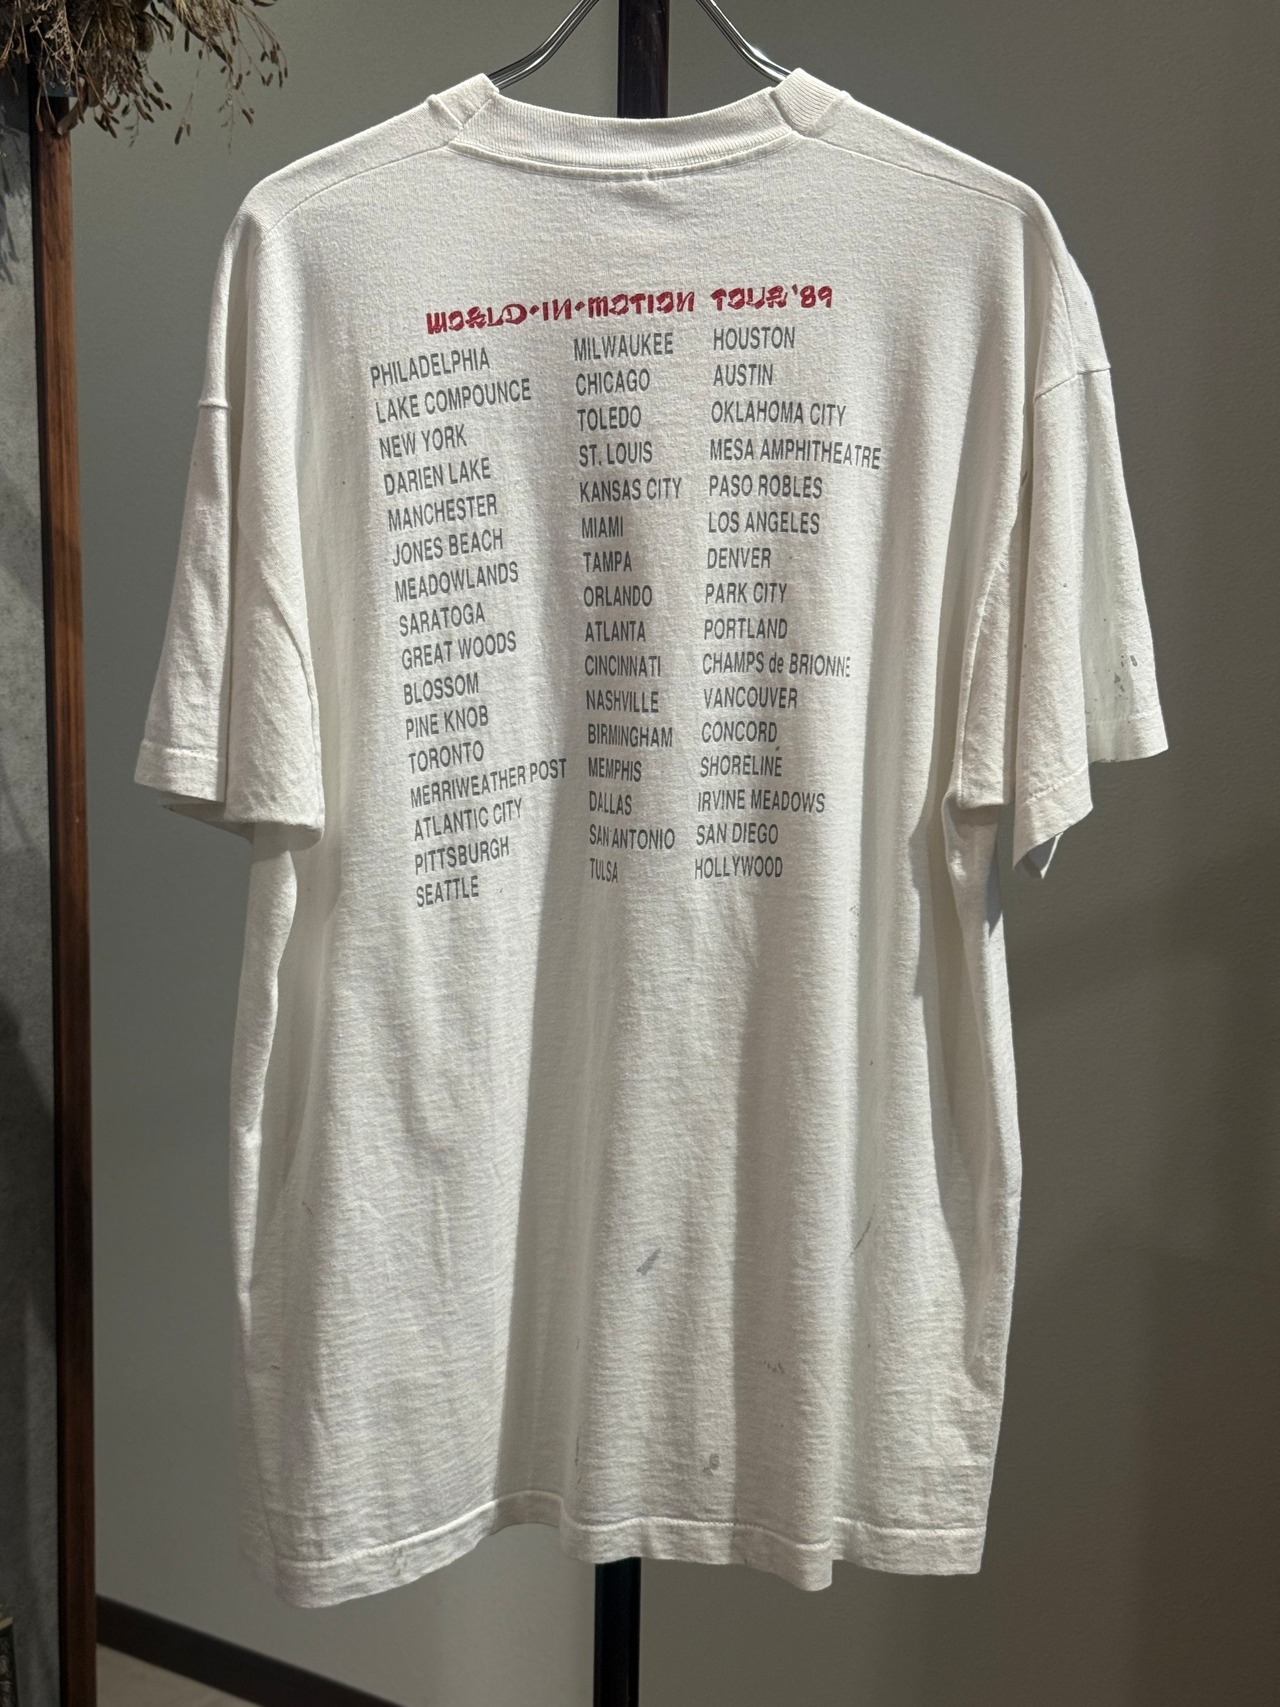 WORLD·IN·MOTION TOUR '89
PHILADELPHIA
LAKE COMPOUNCE
NEW YORK
DARIEN LAKE
MANCHESTER
JONES BEACH
MEADOWLANDS
SARATOGA
GREAT WOODS
BLOSSOM
PINE KNOB
TORONTO
MERRIWEATHER POST
ATLANTIC CITY
PITTSBURGH
SEATTLE
MILWAUKEE
CHICAGO
TOLEDO
ST. LOUIS
KANSAS CITY
MIAMI
TAMPA
ORLANDO
ATLANTA
CINCINNATI
NASHVILLE
BIRMINGHAM
MEMPHIS
DALLAS
SAN ANTONIO
TULSA
HOUSTON
AUSTIN
OKLAHOMA CITY
MESA AMPHITHEATRE
PASO ROBLES
LOS ANGELES
DENVER
PARK CITY
PORTLAND
CHAMPS de BRIONNE
VANCOUVER
CONCORD
SHORELINE
IRVINE MEADOWS
SAN DIEGO
HOLLYWOOD